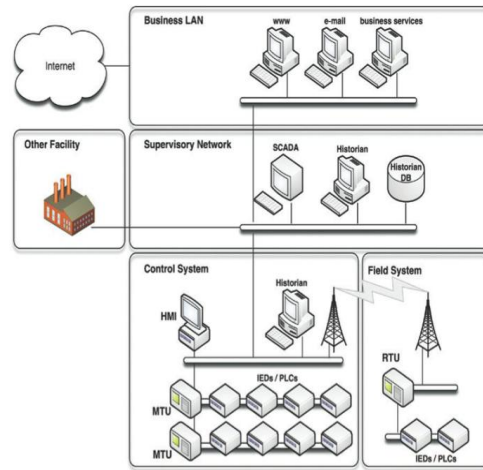 Business LAN
www
e-mail
business services
Internet
Other Facility
Supervisory Network
SCADA
Historian
Historian
DB
Control System
Field System
HMI
Historian
RTU
IEDs / PLCs
MTU
MTU
IEDs / PLCs